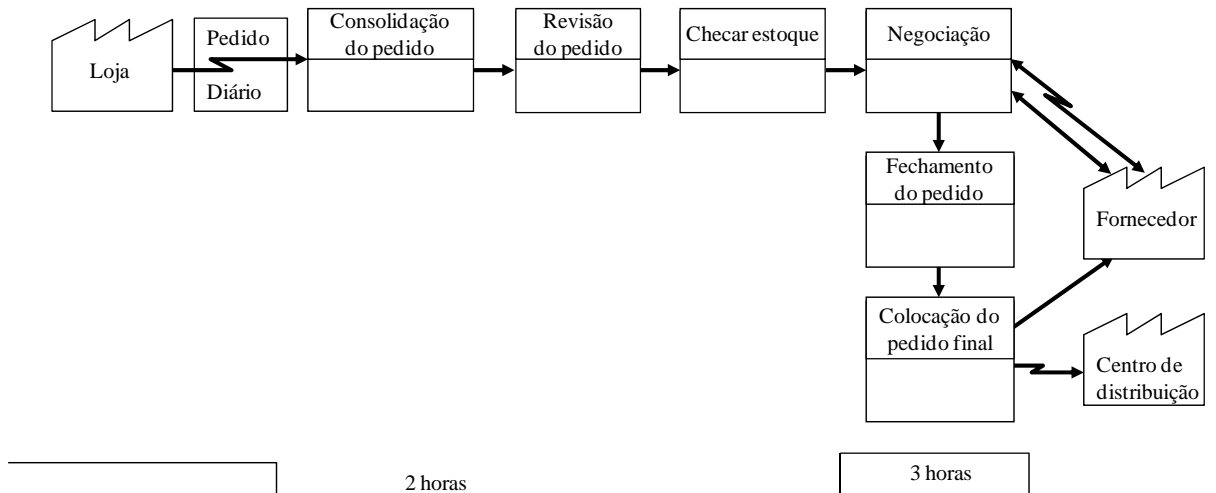 Loja
Pedido
Diário
Consolidação
do pedido
Revisão
do pedido
Checar estoque
Negociação
Fechamento
do pedido
Fornecedor
Colocação do
pedido final
Centro de
distribuição
2 horas
3 horas